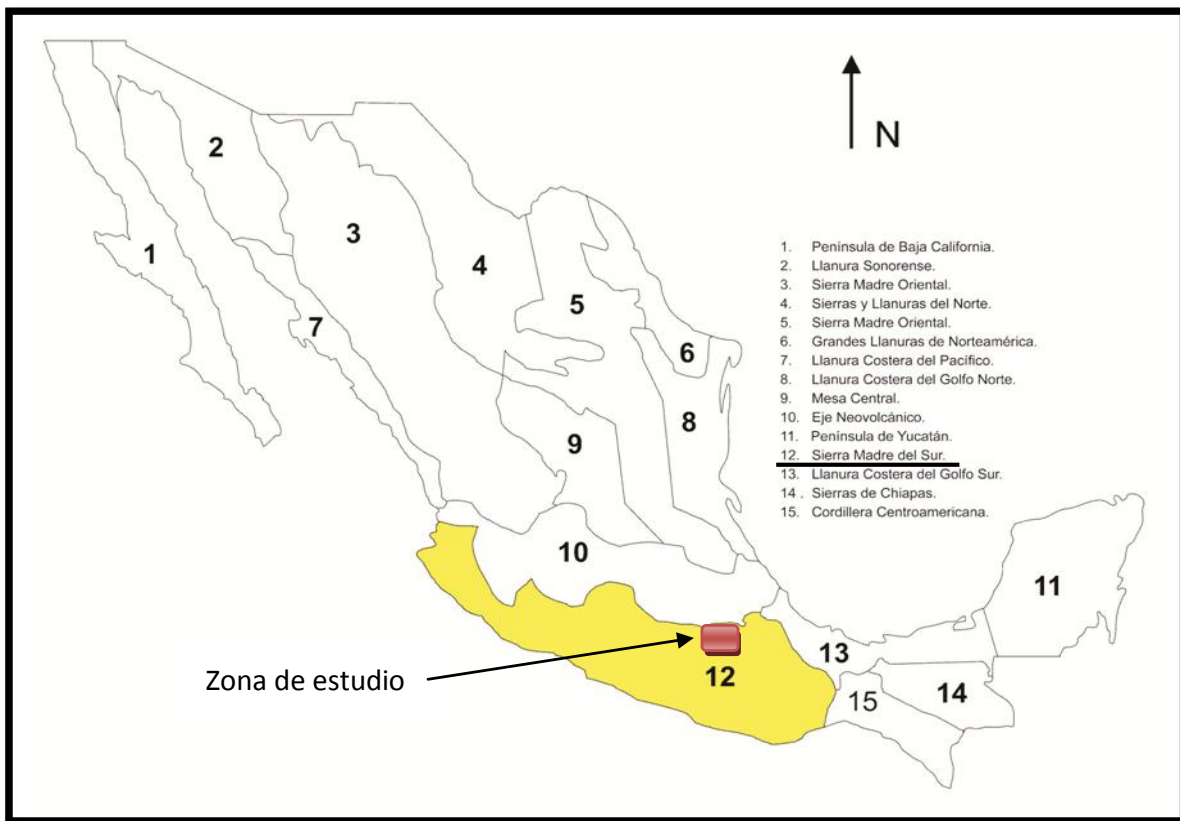 N
2
3
1
4
5
7
6
8
9
10
11
12
13
14
15
1. Península de Baja California.
2. Llanura Sonorense.
3. Sierra Madre Oriental.
4. Sierras y Llanuras del Norte.
5. Sierra Madre Oriental.
6. Grandes Llanuras de Norteamérica.
7. Llanura Costera del Pacífico.
8. Llanura Costera del Golfo Norte.
9. Mesa Central.
10. Eje Neovolcánico.
11. Península de Yucatán.
12. Sierra Madre del Sur.
13. Llanura Costera del Golfo Sur.
14 . Sierras de Chiapas.
15. Cordillera Centroamericana.
Zona de estudio